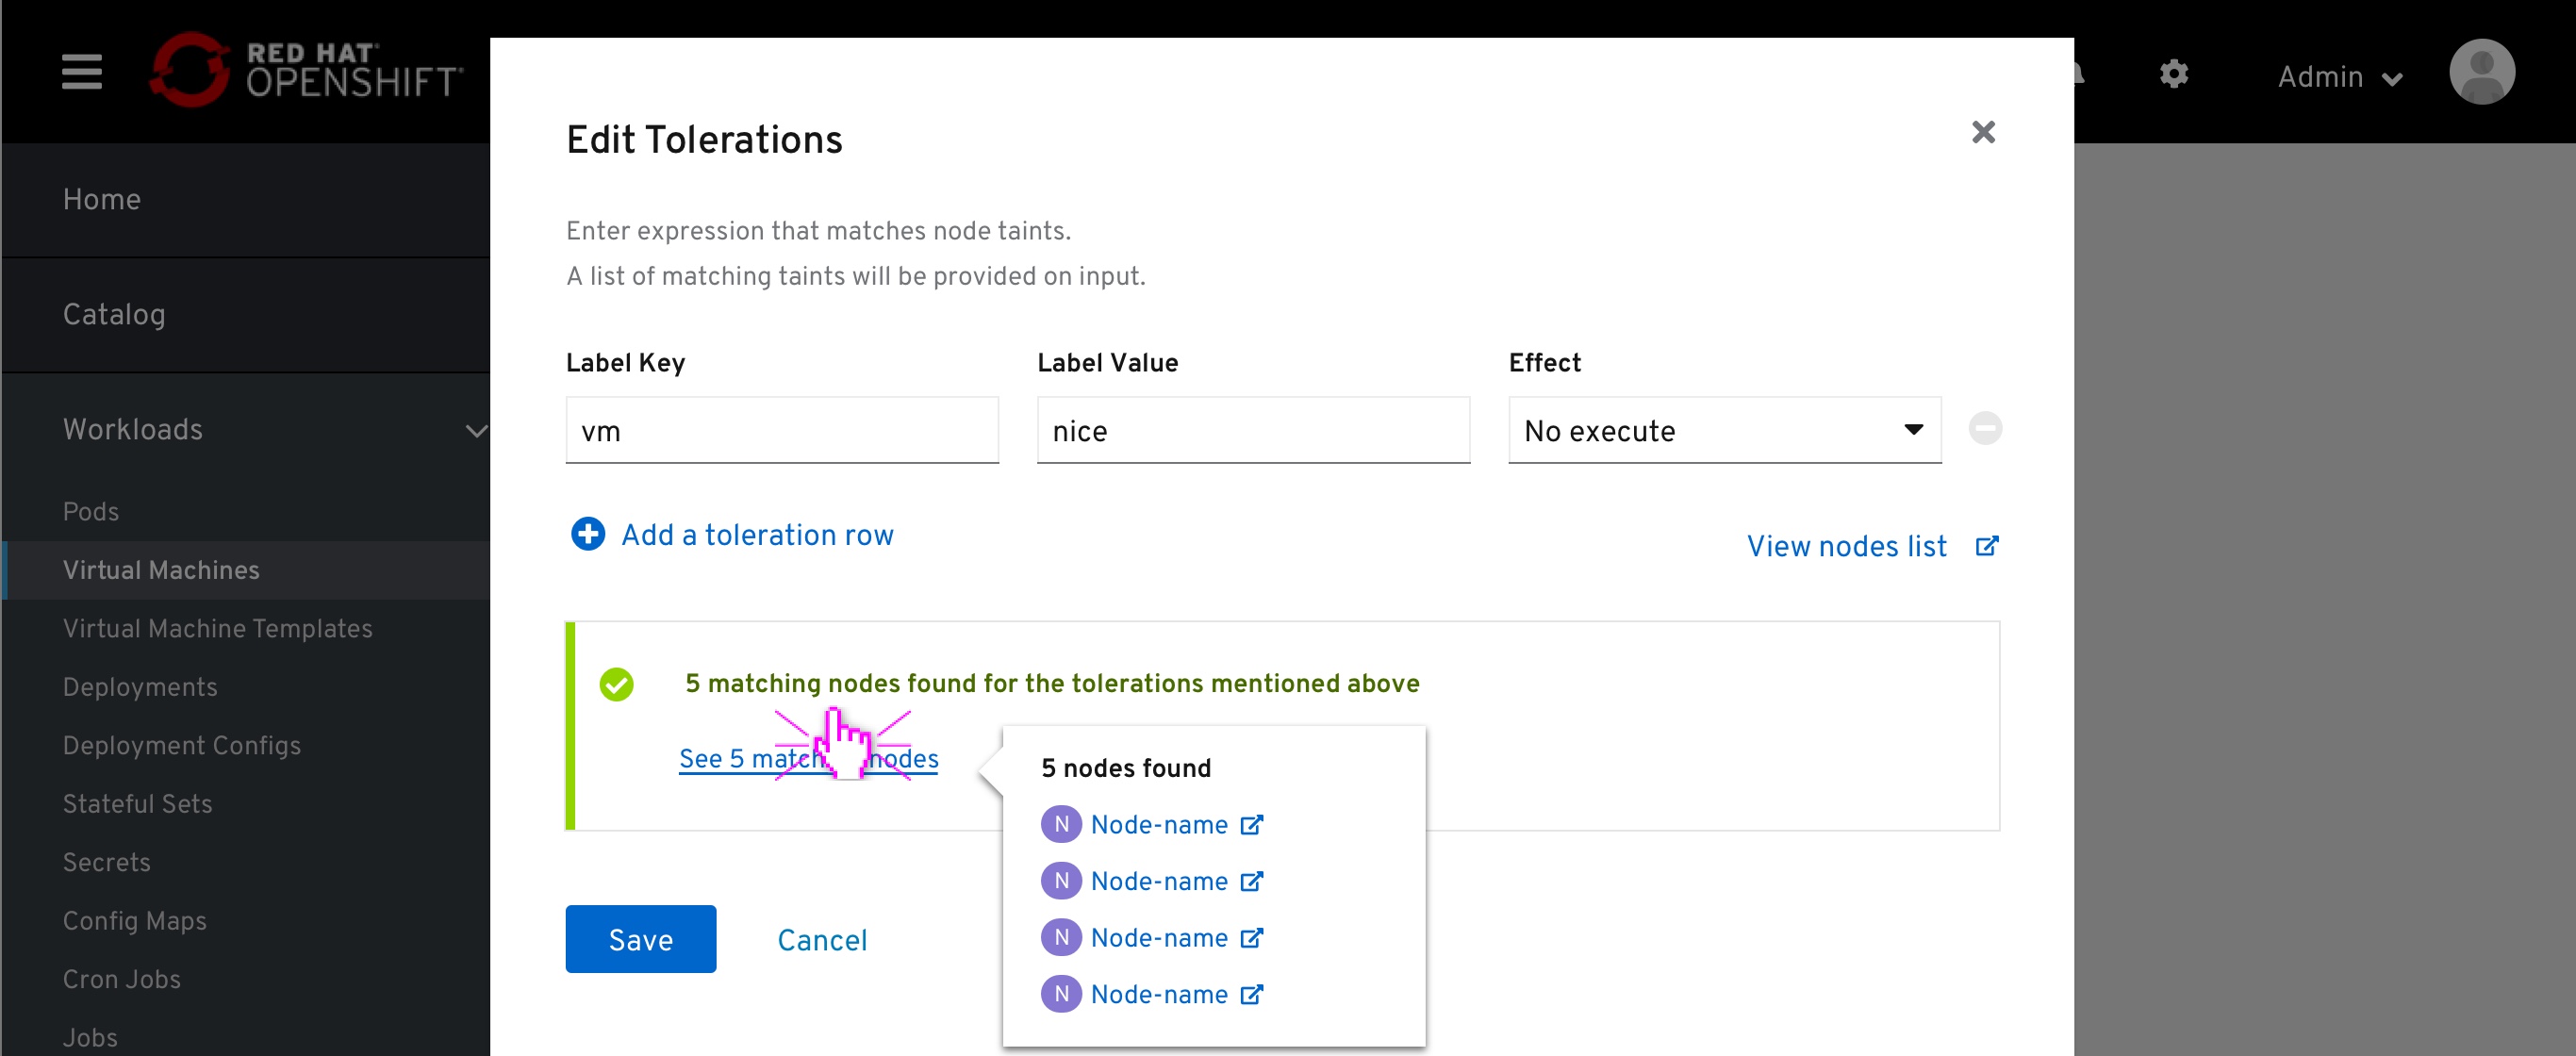 RED HAT
OPENSHIFT
Admin
Home
Catalog
Workloads
Pods
Virtual Machines
Virtual Machine Templates
Deployments
Deployment Configs
Stateful Sets
Secrets
Config Maps
Cron Jobs
Jobs
Edit Tolerations
Enter expression that matches node taints.
A list of matching taints will be provided on input.
Label Key
Label Value
Effect
vm
nice
No execute
Add a toleration row
View nodes list
5 matching nodes found for the tolerations mentioned above
See 5 nodes
5 nodes found
N Node-name
N Node-name
N Node-name
N Node-name
Save
Cancel